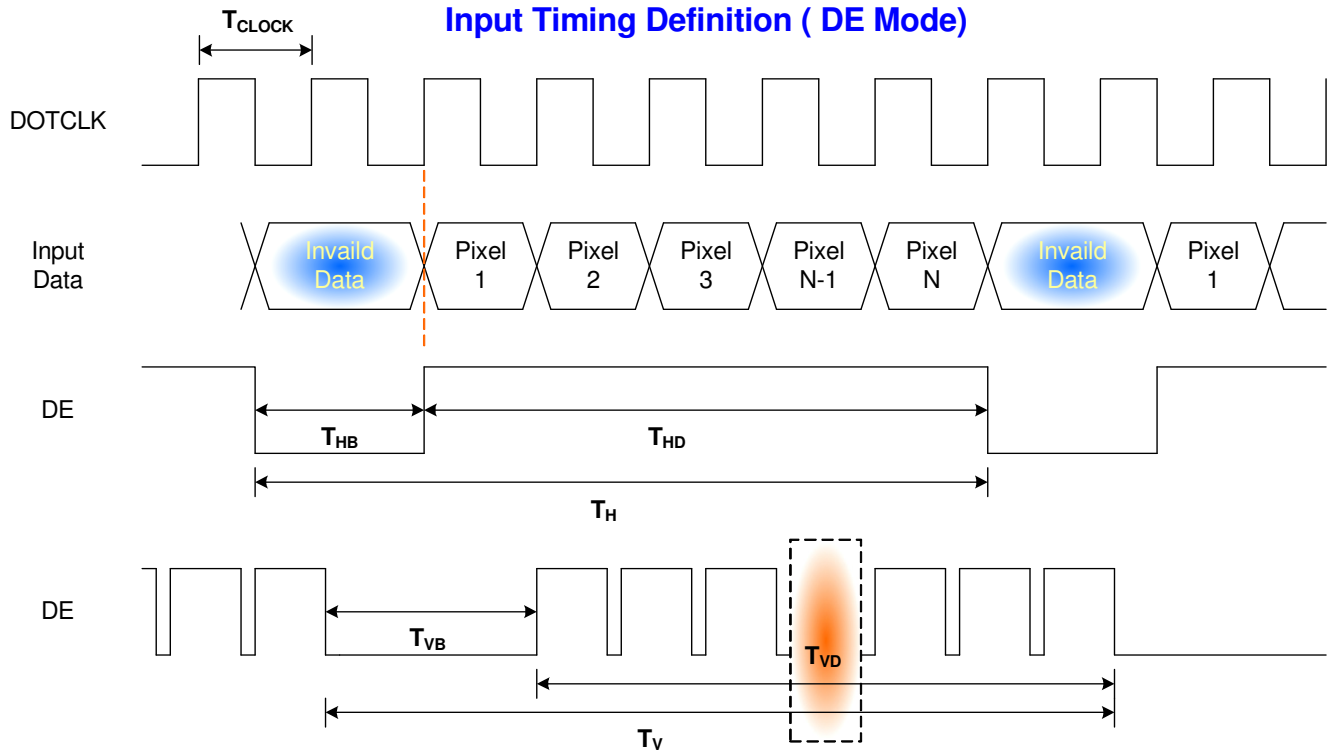 Input Timing Definition ( DE Mode)
TCLOCK
DOTCLK
Input
Data
Invaild
Data
Pixel
1
Pixel
2
Pixel
3
Pixel
N-1
Pixel
N
Invaild
Data
Pixel
1
DE
THB
THD
TH
DE
TVB
TVD
TV